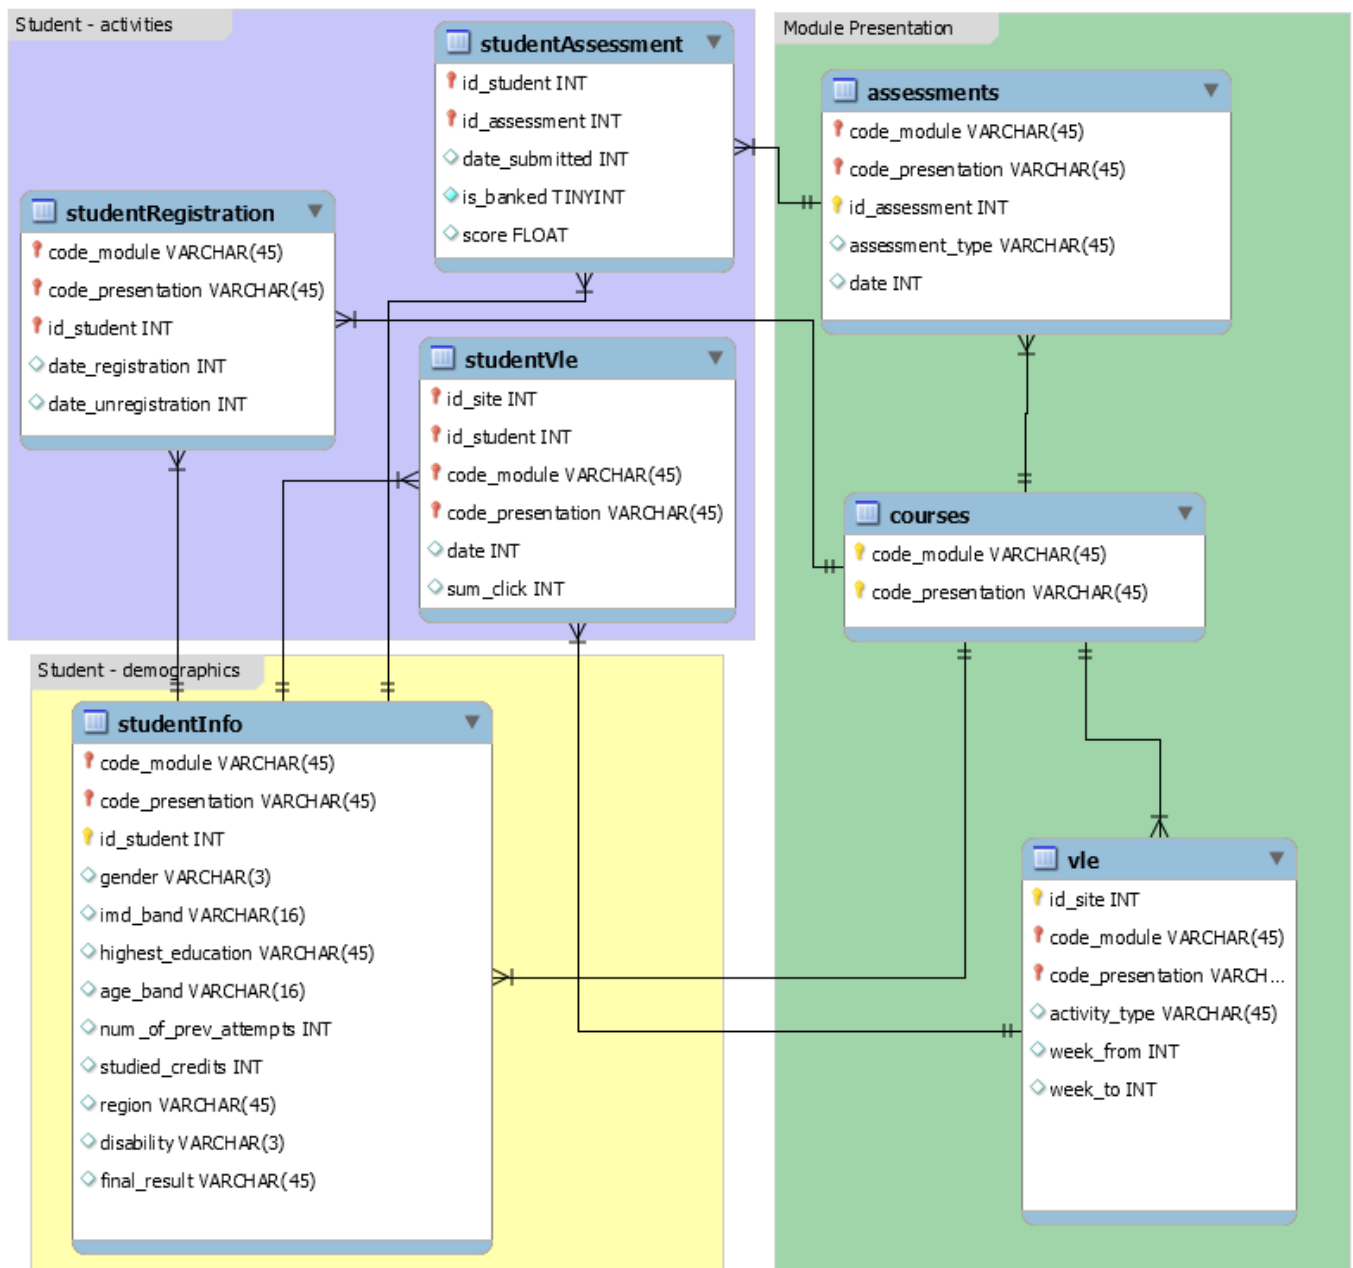 Student - activities
studentAssessment
id_student INT
id_assessment INT
date_submitted INT
is_banked TINYINT
score FLOAT
studentRegistration
code_module VARCHAR(45)
code_presentation VARCHAR(45)
id_student INT
date_registration INT
date_unregistration INT
studentVle
id_site INT
id_student INT
code_module VARCHAR(45)
code_presentation VARCHAR(45)
date INT
sum_click INT
Module Presentation
assessments
code_module VARCHAR(45)
code_presentation VARCHAR(45)
id_assessment INT
assessment_type VARCHAR(45)
date INT
courses
code_module VARCHAR(45)
code_presentation VARCHAR(45)
Student - demographics
studentInfo
code_module VARCHAR(45)
code_presentation VARCHAR(45)
id_student INT
gender VARCHAR(3)
imd_band VARCHAR(16)
highest_education VARCHAR(45)
age_band VARCHAR(16)
num_of_prev_attempts INT
studied_credits INT
region VARCHAR(45)
disability VARCHAR(3)
final_result VARCHAR(45)
vle
id_site INT
code_module VARCHAR(45)
code_presentation VARCH...
activity_type VARCHAR(45)
week_from INT
week_to INT